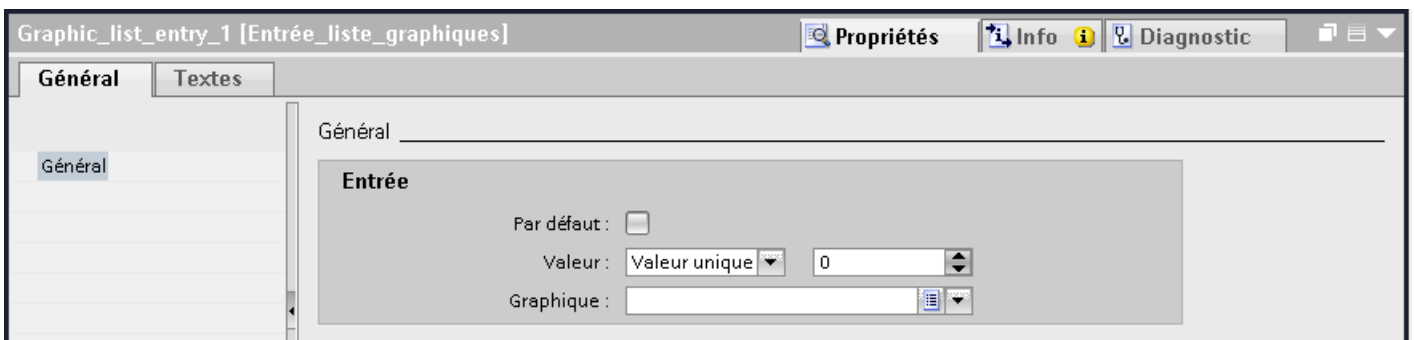 Graphic_list_entry_1 [Entrée_liste_graphiques]
Propriétés
Info
Diagnostic
Général
Textes
Général
Général
Entrée
Par défaut :
Valeur : Valeur unique 0
Graphique :